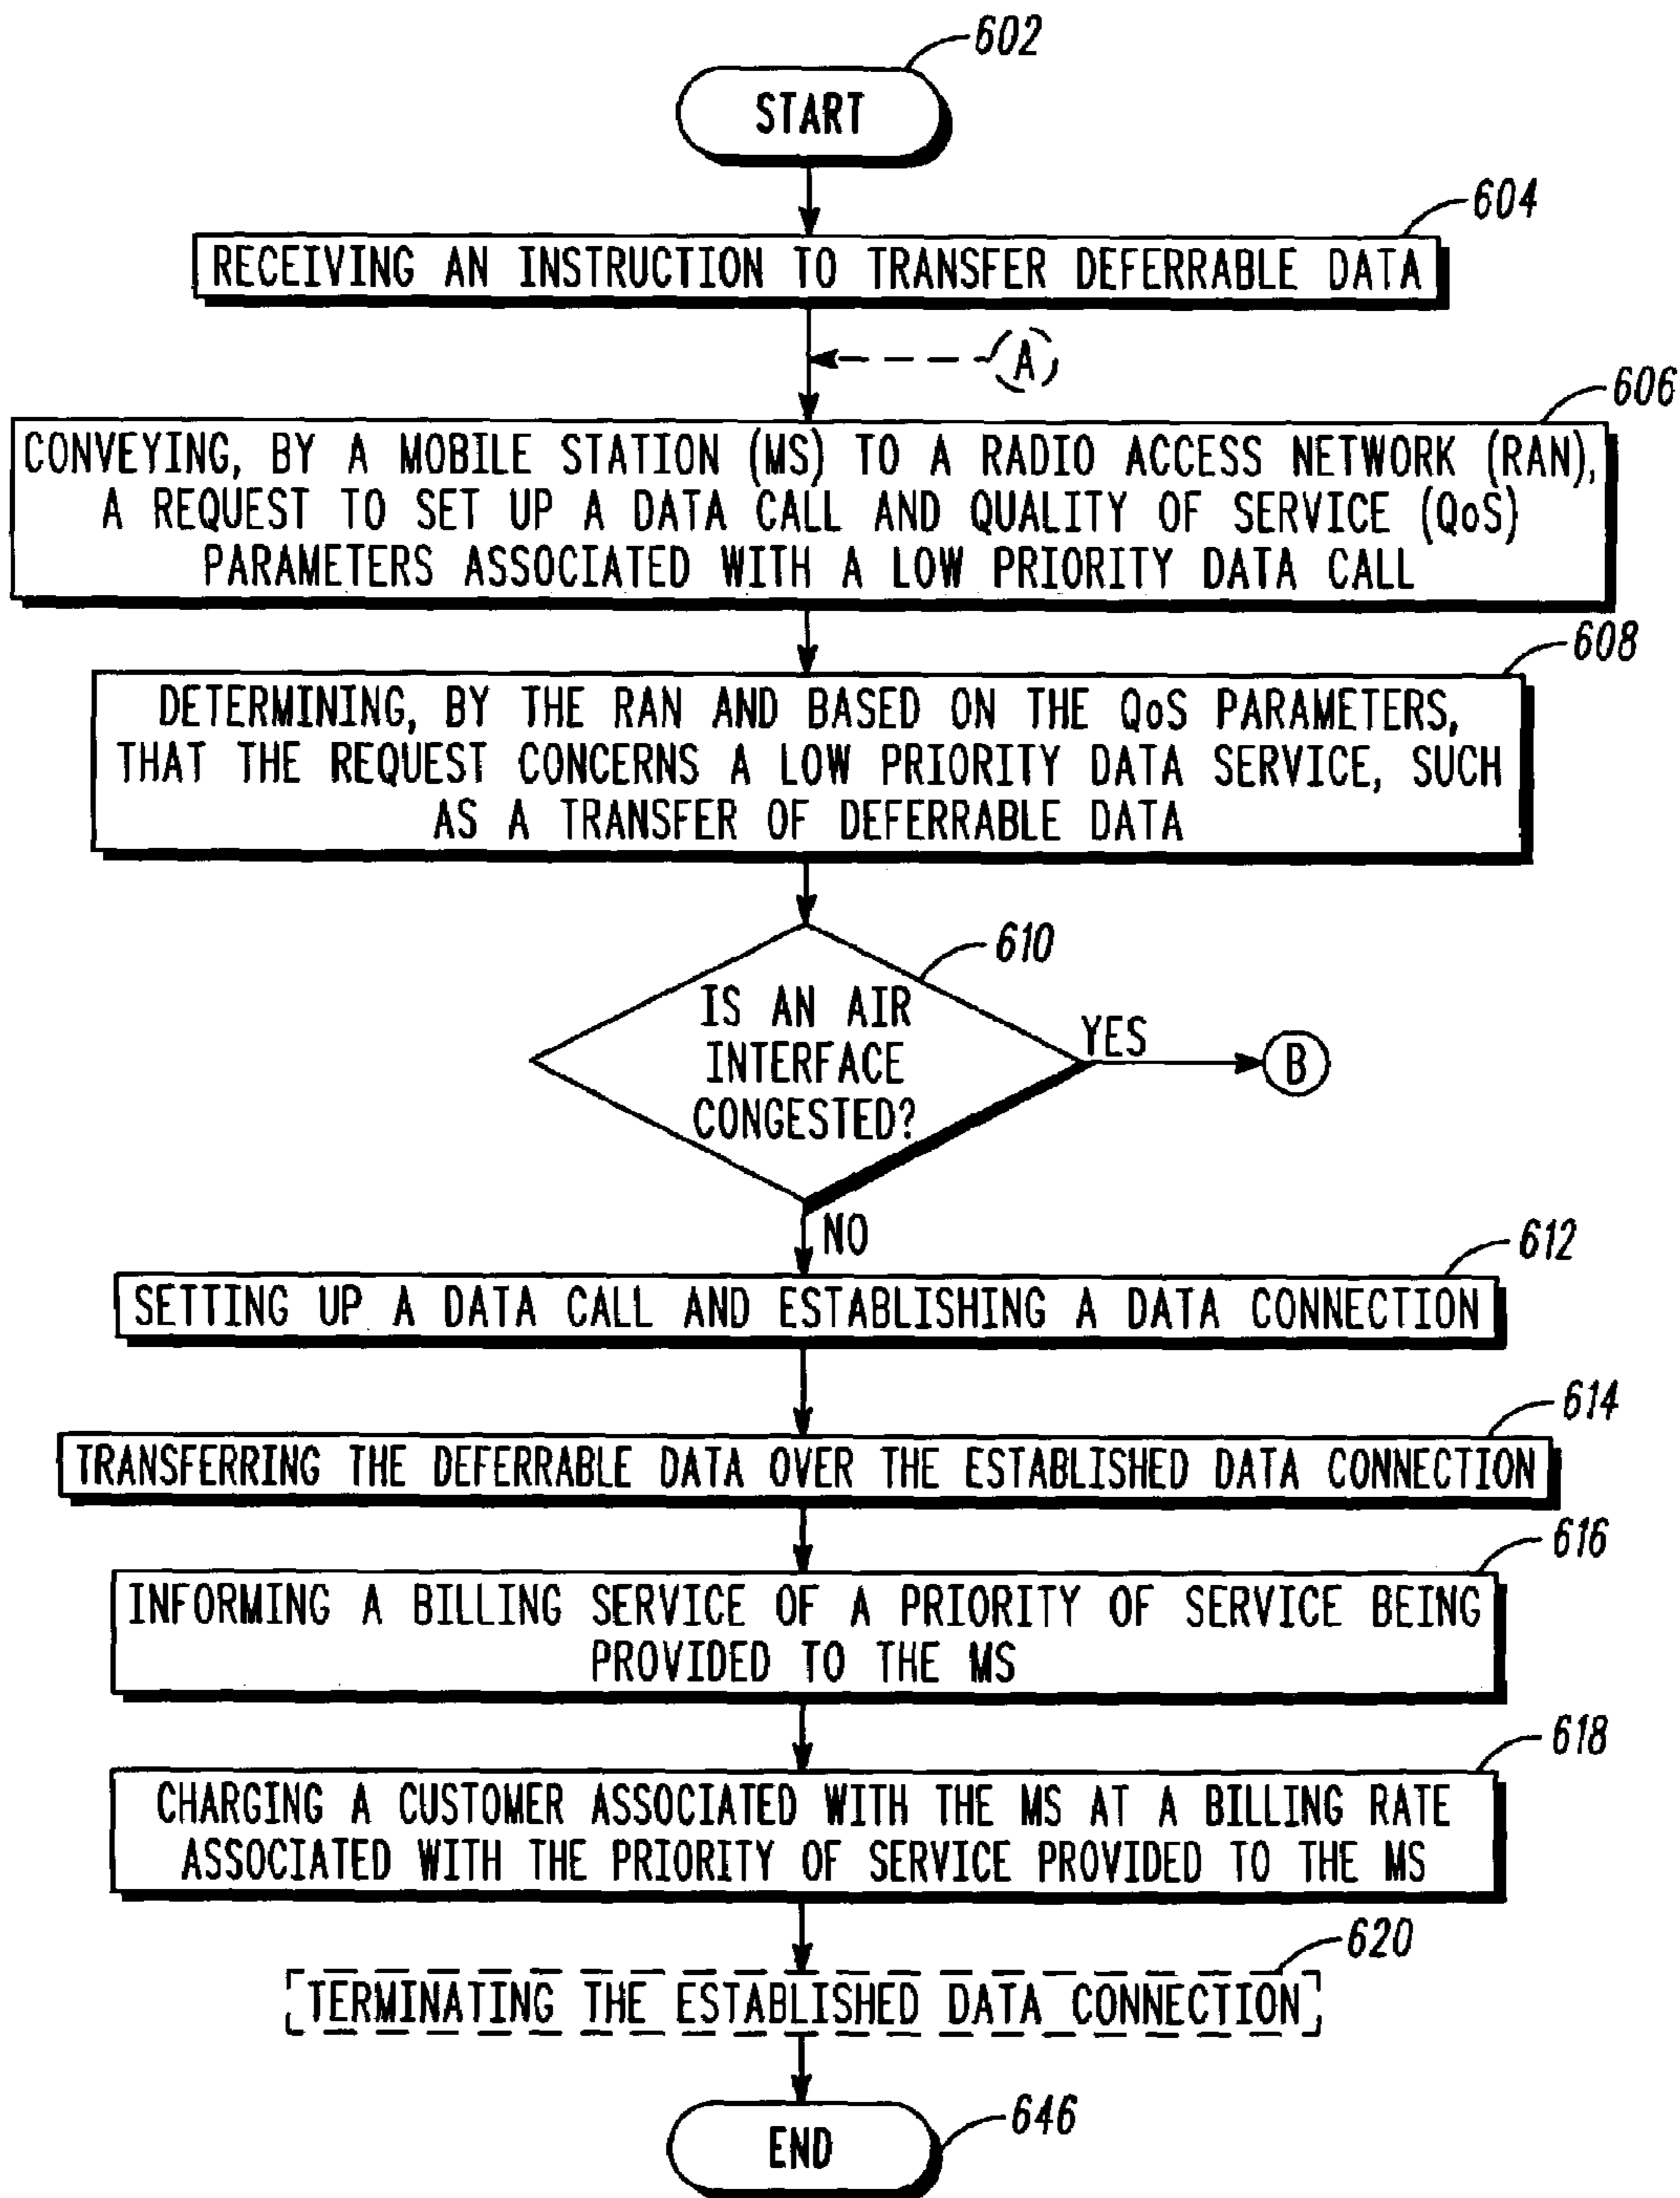 602
START
604
RECEIVING AN INSTRUCTION TO TRANSFER DEFERRABLE DATA
A
606
CONVEYING, BY A MOBILE STATION (MS) TO A RADIO ACCESS NETWORK (RAN),
A REQUEST TO SET UP A DATA CALL AND QUALITY OF SERVICE (QoS)
PARAMETERS ASSOCIATED WITH A LOW PRIORITY DATA CALL
608
DETERMINING, BY THE RAN AND BASED ON THE QoS PARAMETERS,
THAT THE REQUEST CONCERNS A LOW PRIORITY DATA SERVICE, SUCH
AS A TRANSFER OF DEFERRABLE DATA
610
IS AN AIR
INTERFACE
CONGESTED?
YES
B
NO
612
SETTING UP A DATA CALL AND ESTABLISHING A DATA CONNECTION
614
TRANSFERRING THE DEFERRABLE DATA OVER THE ESTABLISHED DATA CONNECTION
616
INFORMING A BILLING SERVICE OF A PRIORITY OF SERVICE BEING
PROVIDED TO THE MS
618
CHARGING A CUSTOMER ASSOCIATED WITH THE MS AT A BILLING RATE
ASSOCIATED WITH THE PRIORITY OF SERVICE PROVIDED TO THE MS
620
TERMINATING THE ESTABLISHED DATA CONNECTION
646
END